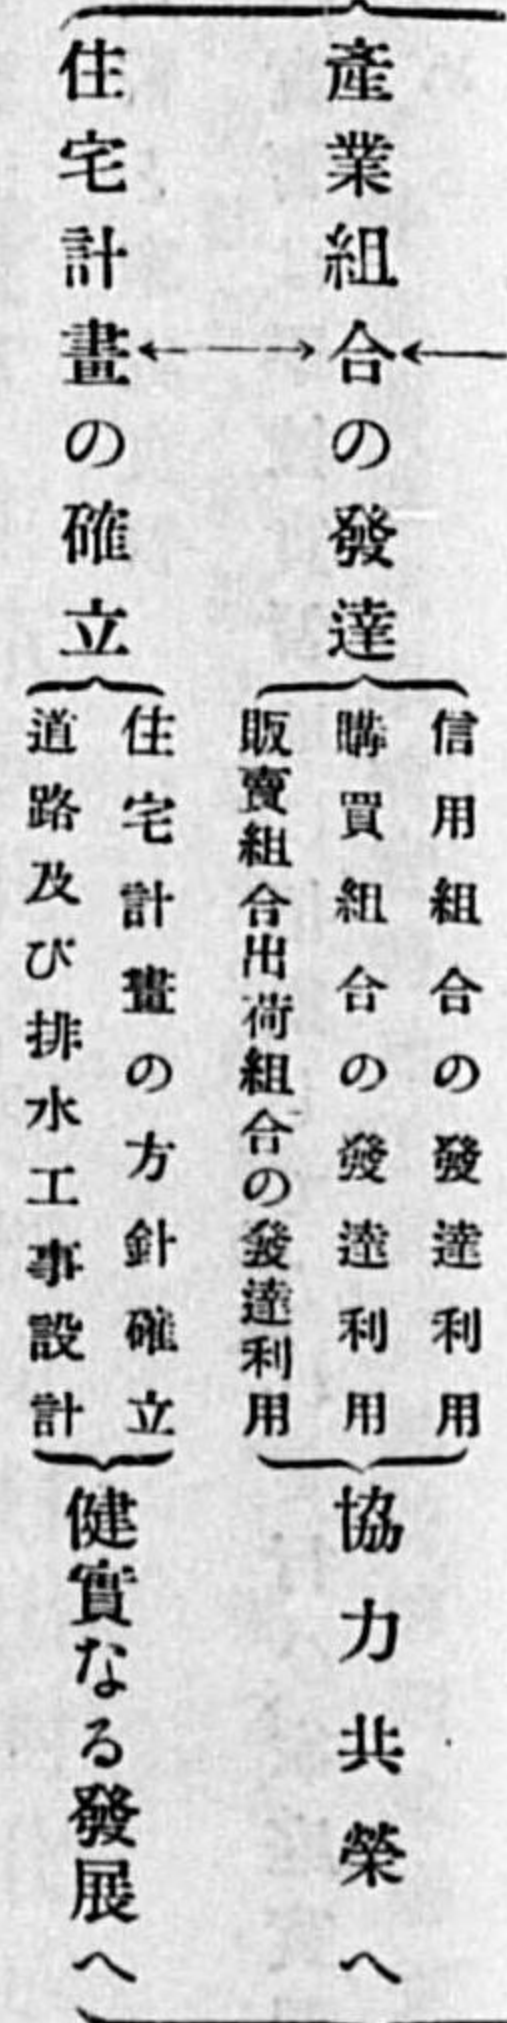 產業組合の發達
信用組合の發達利用
購買組合の發達利用
販賣組合出荷組合の發達利用
協力共榮へ
住宅計畫の確立
住宅計畫の方針確立
道路及び排水工事設計
健實なる發展へ